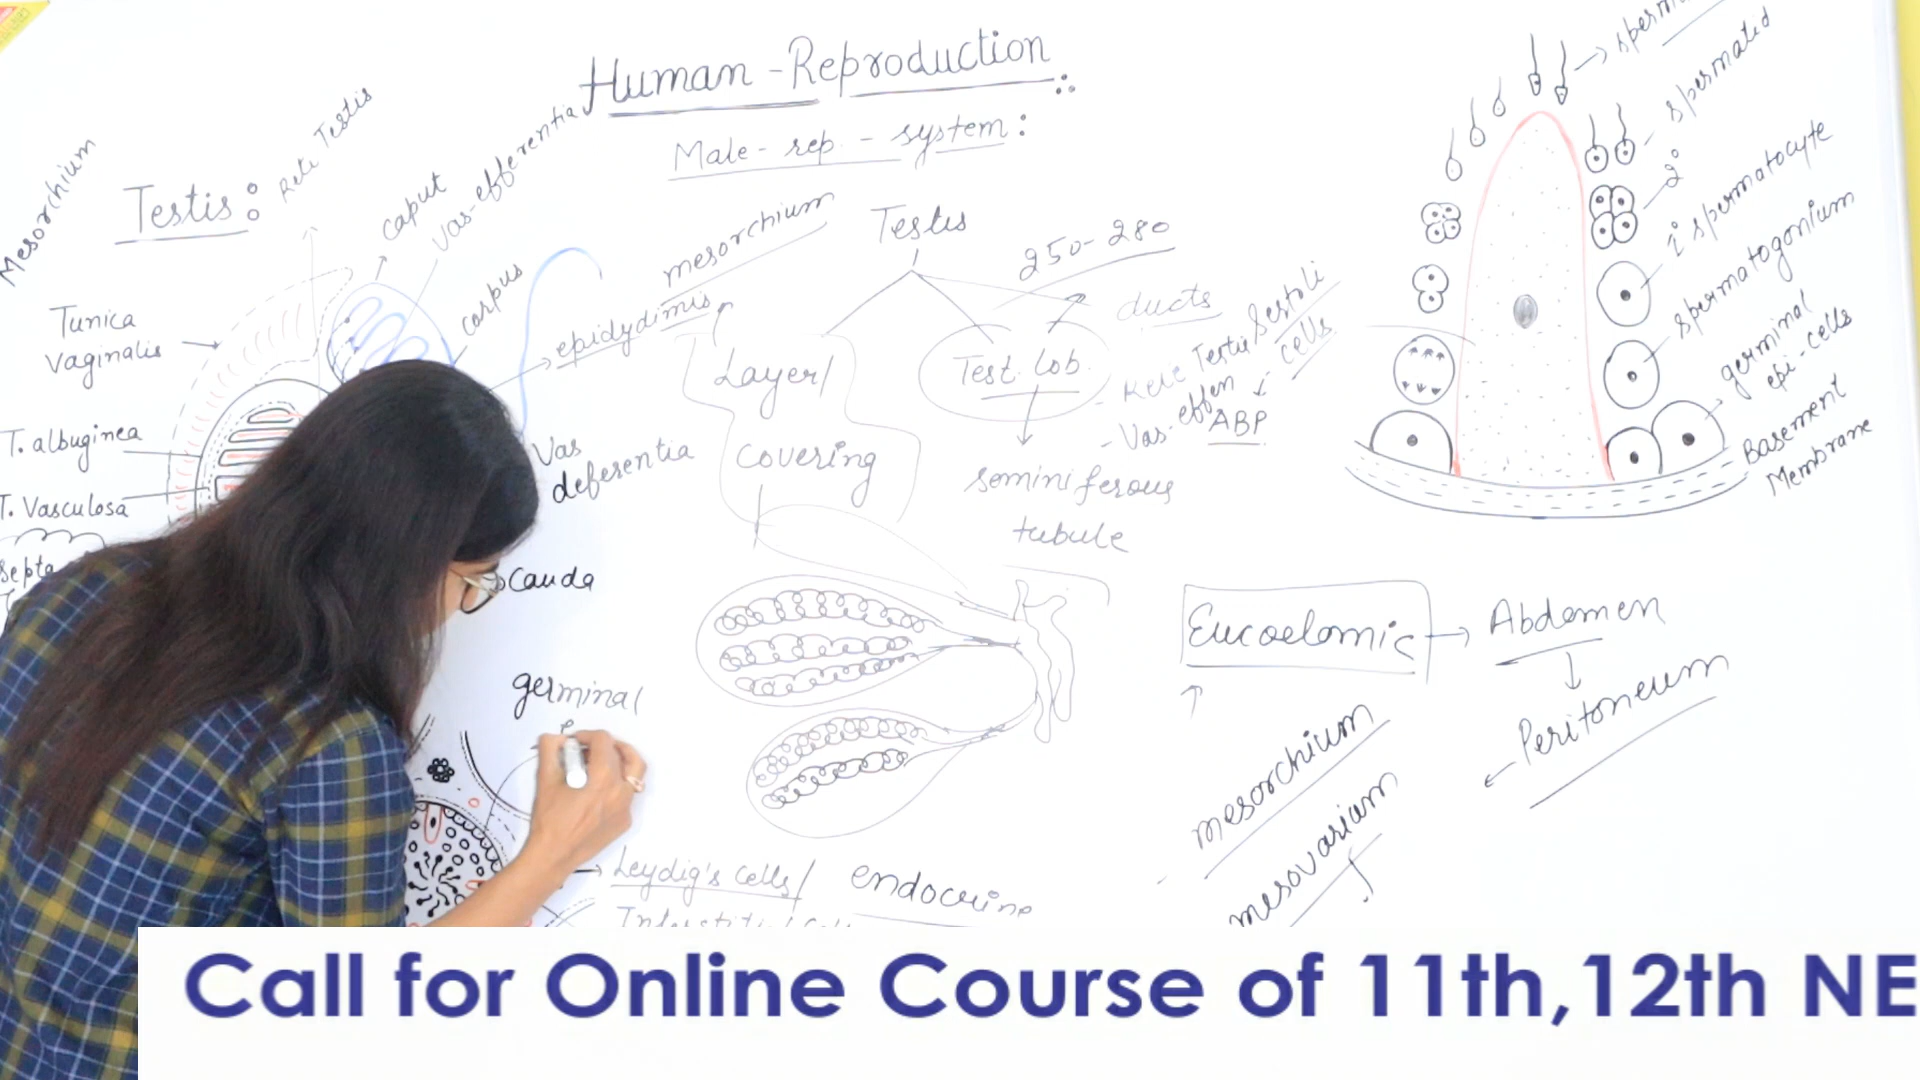 Human - Reproduction
Male - rep. - system :
Mesorchium
Testis :
Rete Testis
caput
Vas-efferentia
corpus
Tunica
vaginalis
T. albuginea
T. Vasculosa
septa
mesorchium
epididymis
Vas
deferentia
cauda
germinal
Testis
250-280
ducts
Layer/
covering
Test. lob.
Rete Testis
Vas-effer
seminiferous
tubule
Sertoli
cells
ABP
spermated
2°
1° spermatocyte
spermatogonium
germinal
epi-cells
Basement
Membrane
Eucoelomic → Abdomen
Peritoneum
mesorchium
mesovarium
Leydig's cells/ endocrine
Call for Online Course of 11th,12th NE